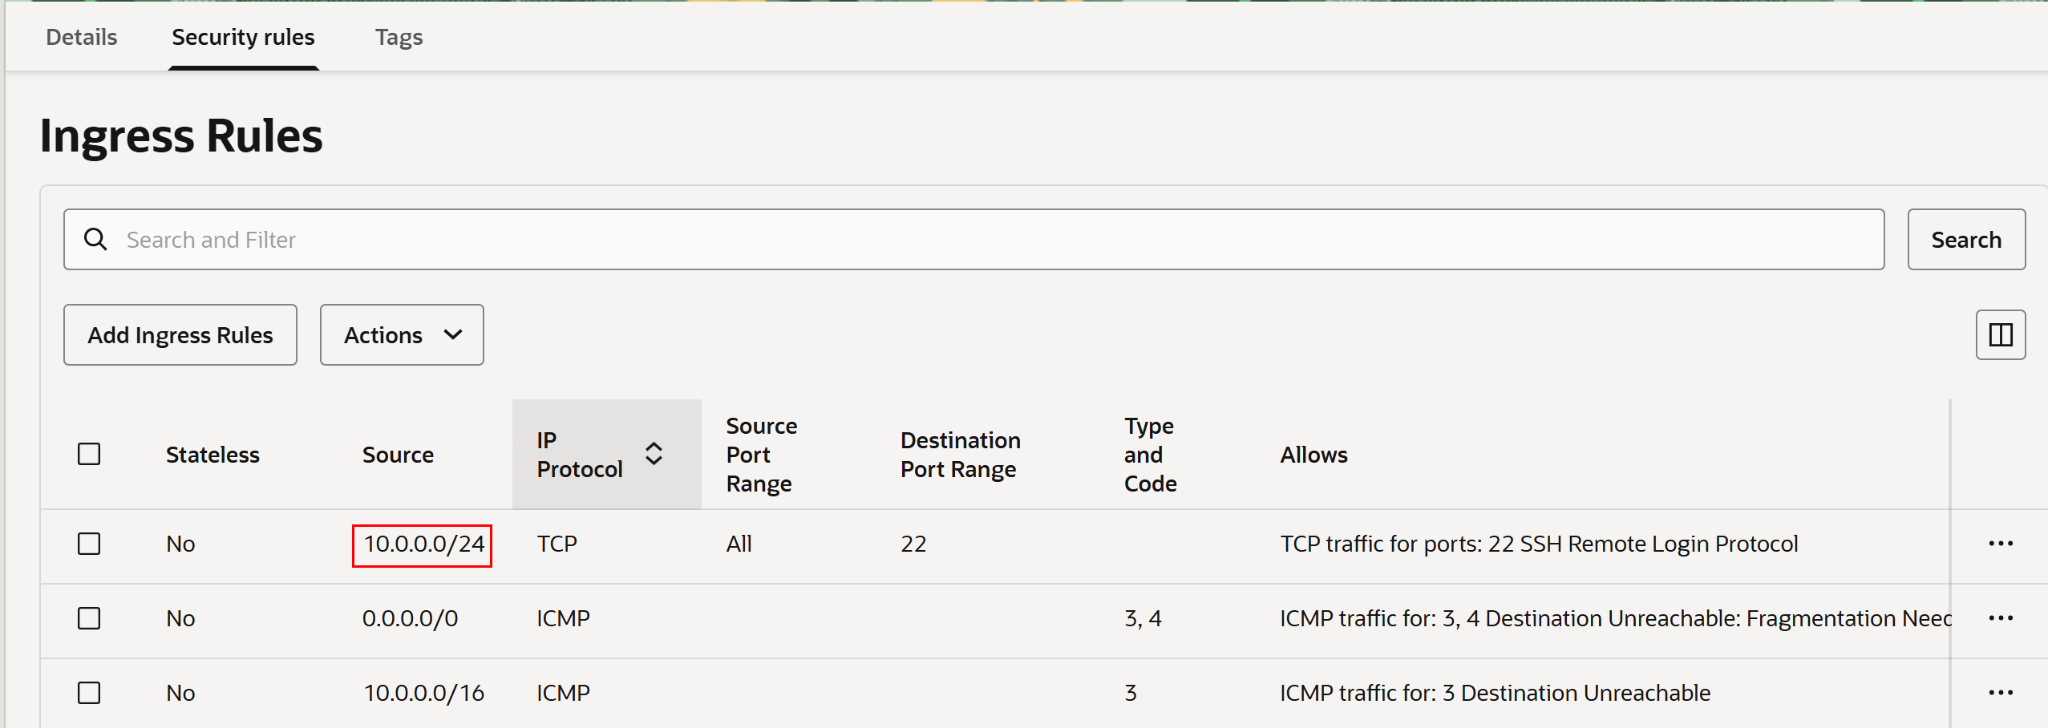 Details Security rules Tags
Ingress Rules
Search and Filter
Search
Add Ingress Rules
Actions
Stateless
Source
IP
Protocol
Source
Port
Range
Destination
Port Range
Type
and
Code
Allows
No 10.0.0.0/24 TCP All 22 TCP traffic for ports: 22 SSH Remote Login Protocol
No 0.0.0.0/0 ICMP 3, 4 ICMP traffic for: 3, 4 Destination Unreachable: Fragmentation Need
No 10.0.0.0/16 ICMP 3 ICMP traffic for: 3 Destination Unreachable